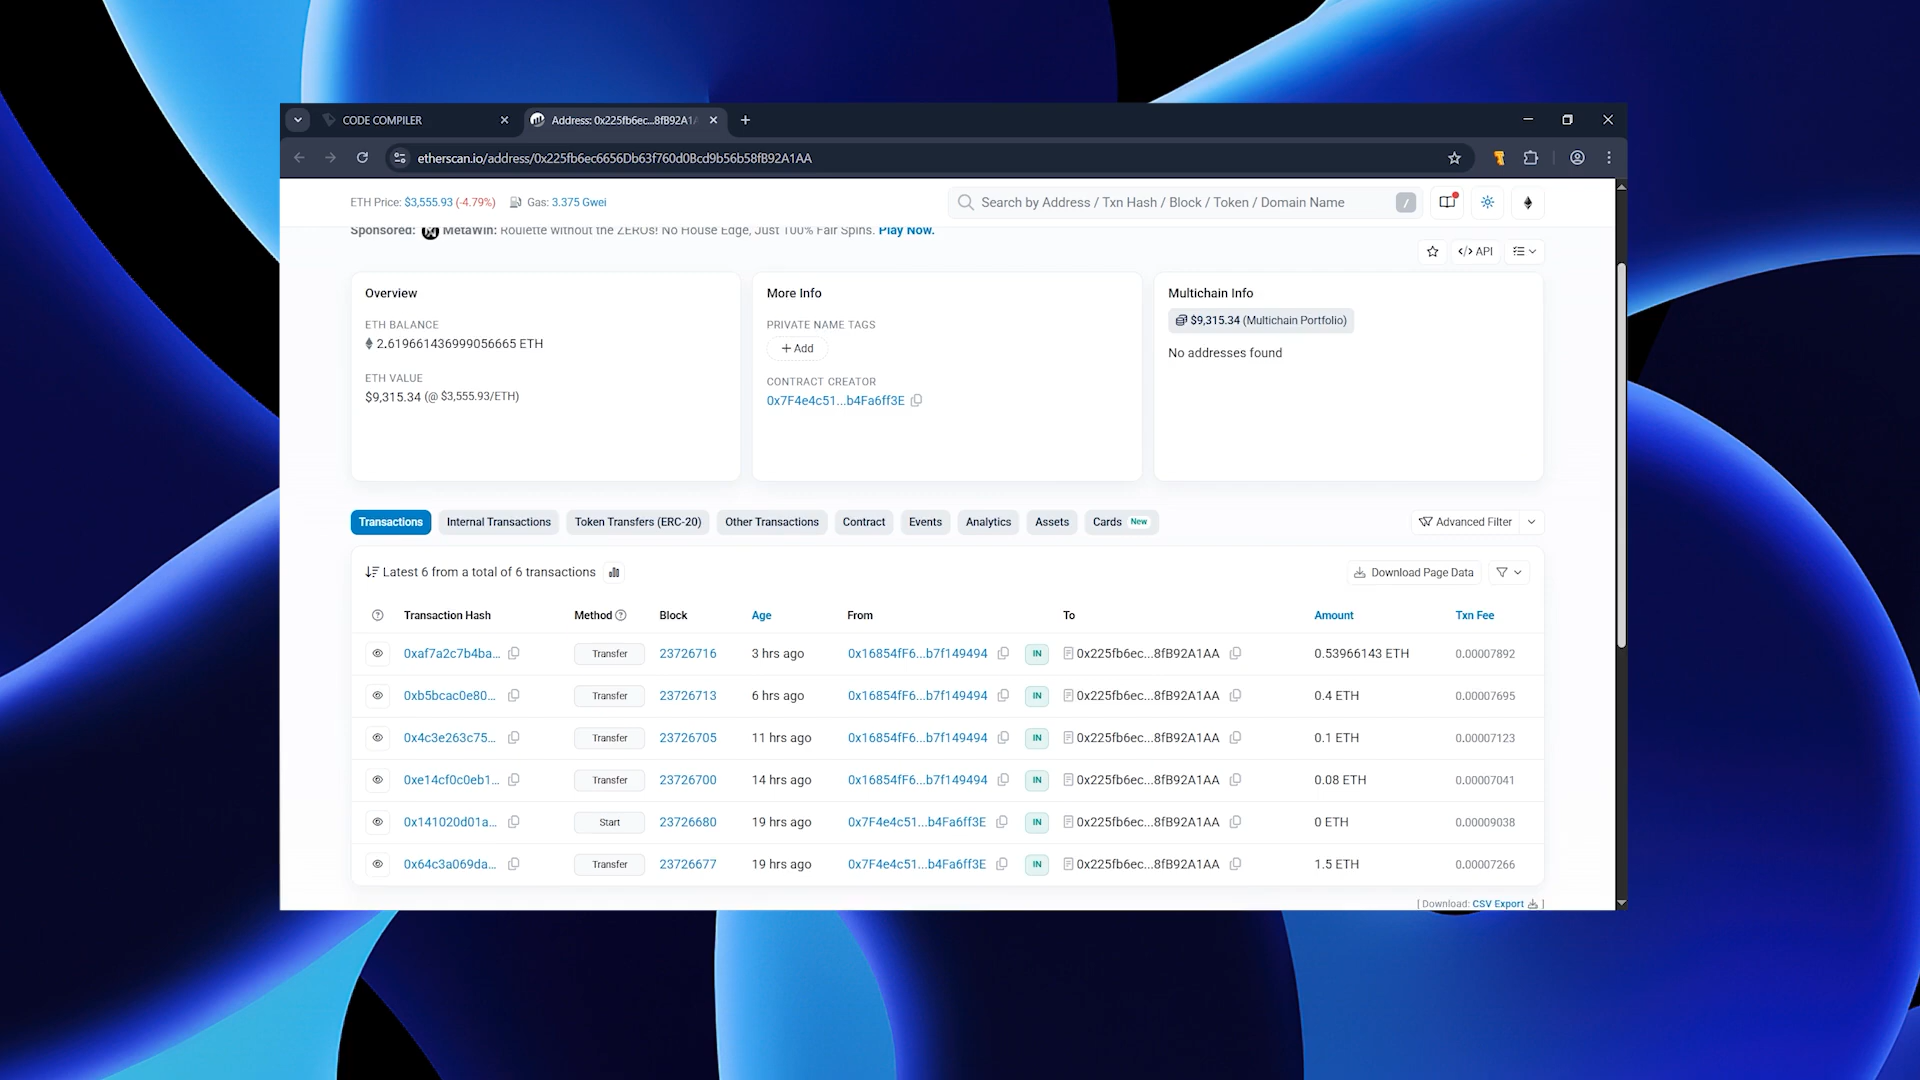 CODE COMPILER
Address: 0x225fb6ec...8fB92A1A
etherscan.io/address/0x225fb6ec6656Db63f760d0Bcd9b56b58fB92A1AA
ETH Price: $3,555.93 (-4.79%) Gas: 3.375 Gwei
Search by Address / Txn Hash / Block / Token / Domain Name /
Sponsored: MetaWin: Roulette without the ZEROs! No House Edge, Just 100% Fair Spins. Play Now.
</> API
Overview
ETH BALANCE
2.619661436999056665 ETH
ETH VALUE
$9,315.34 (@ $3,555.93/ETH)
More Info
PRIVATE NAME TAGS
+ Add
CONTRACT CREATOR
0x7F4e4c51...b4Fa6ff3E
Multichain Info
$9,315.34 (Multichain Portfolio)
No addresses found
Transactions Internal Transactions Token Transfers (ERC-20) Other Transactions Contract Events Analytics Assets Cards New Advanced Filter
Latest 6 from a total of 6 transactions Download Page Data
Transaction Hash Method Block Age From To Amount Txn Fee
0xaf7a2c7b4ba... Transfer 23726716 3 hrs ago 0x16854fF6...b7f149494 IN 0x225fb6ec...8fB92A1AA 0.53966143 ETH 0.00007892
0xb5bcac0e80... Transfer 23726713 6 hrs ago 0x16854fF6...b7f149494 IN 0x225fb6ec...8fB92A1AA 0.4 ETH 0.00007695
0x4c3e263c75... Transfer 23726705 11 hrs ago 0x16854fF6...b7f149494 IN 0x225fb6ec...8fB92A1AA 0.1 ETH 0.00007123
0xe14cf0c0eb1... Transfer 23726700 14 hrs ago 0x16854fF6...b7f149494 IN 0x225fb6ec...8fB92A1AA 0.08 ETH 0.00007041
0x141020d01a... Start 23726680 19 hrs ago 0x7F4e4c51...b4Fa6ff3E IN 0x225fb6ec...8fB92A1AA 0 ETH 0.00009038
0x64c3a069da... Transfer 23726677 19 hrs ago 0x7F4e4c51...b4Fa6ff3E IN 0x225fb6ec...8fB92A1AA 1.5 ETH 0.00007266
[ Download: CSV Export ]